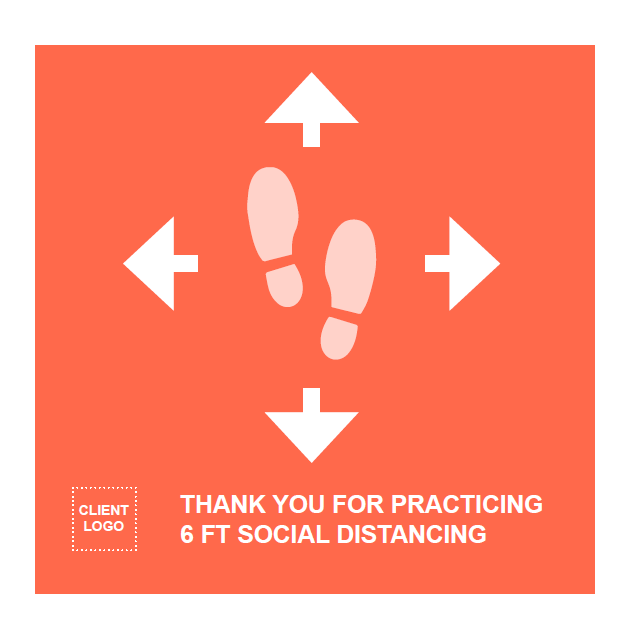 CLIENT
LOGO
THANK YOU FOR PRACTICING
6 FT SOCIAL DISTANCING